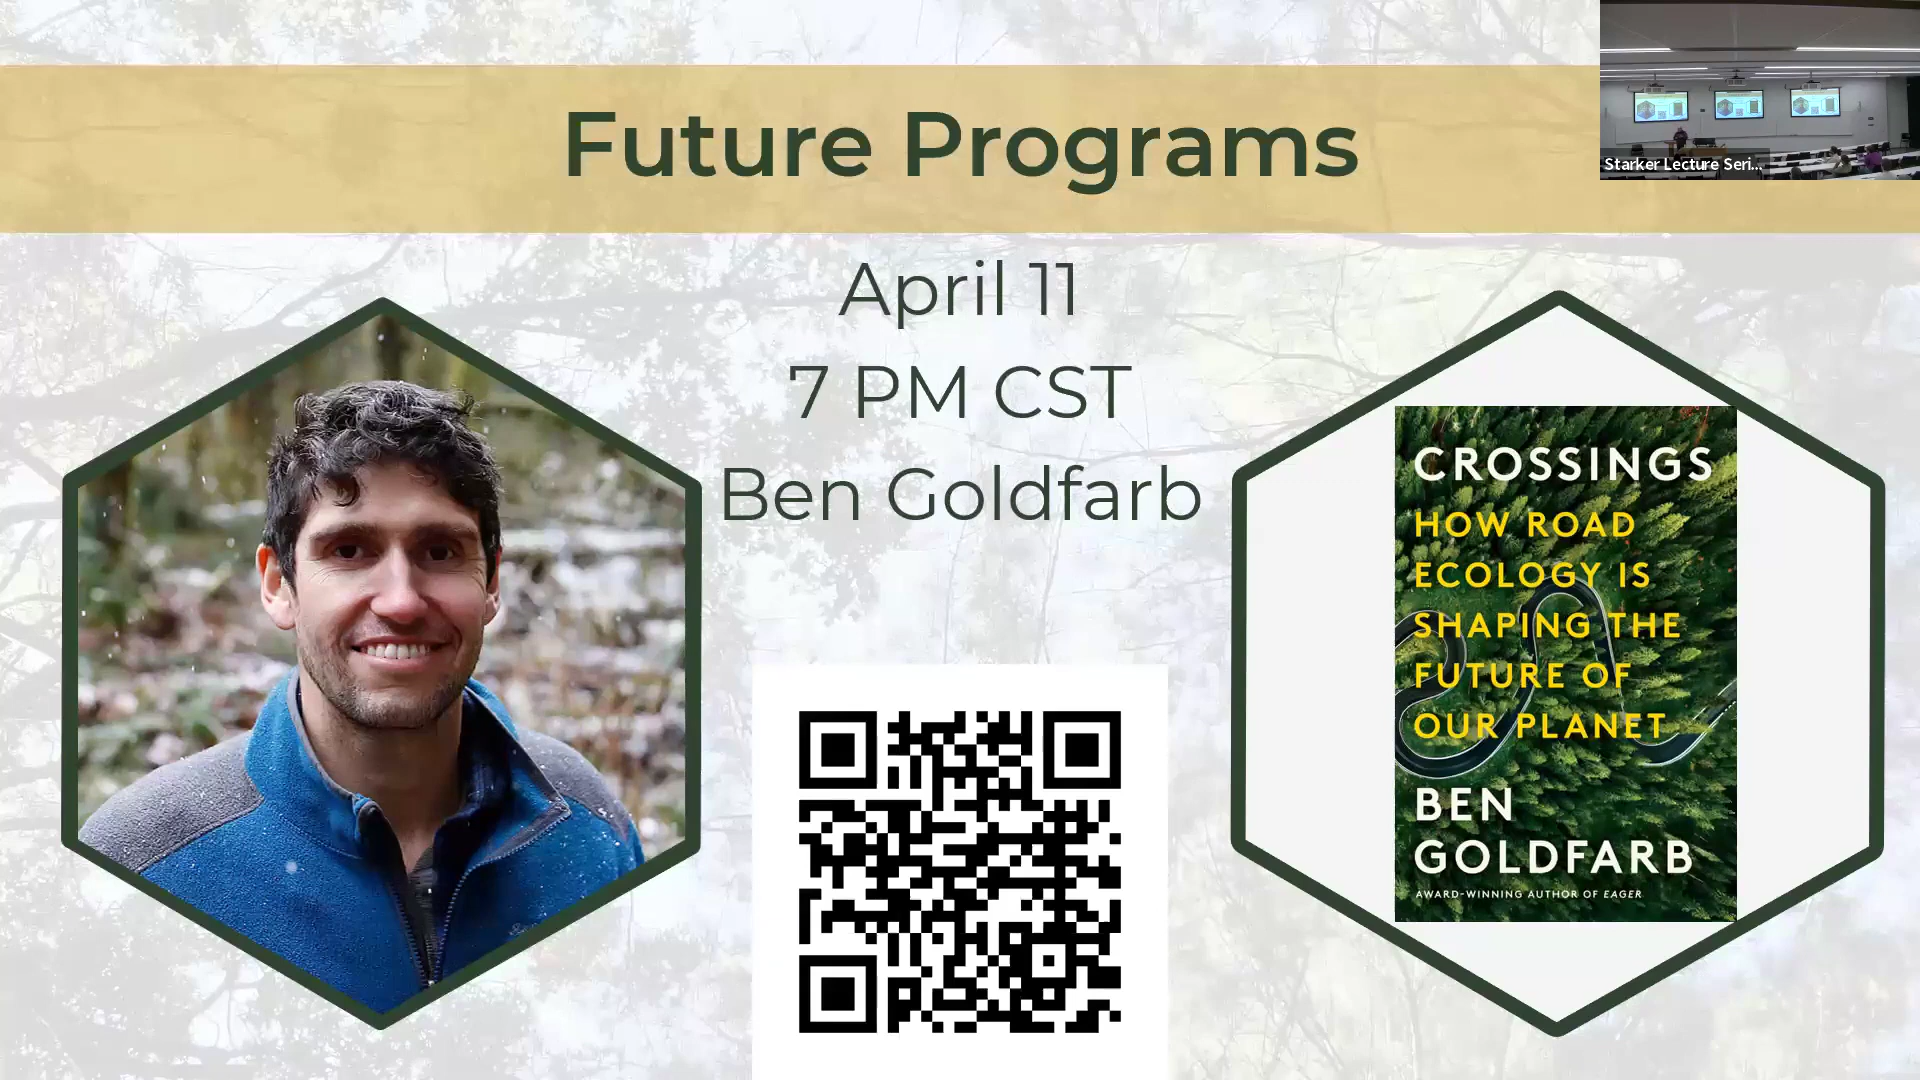 Future Programs
Starker Lecture Seri...
April 11
7 PM CST
Ben Goldfarb
CROSSINGS
HOW ROAD
ECOLOGY IS
SHAPING THE
FUTURE OF
OUR PLANET
BEN
GOLDFARB
AWARD-WINNING AUTHOR OF EAGER